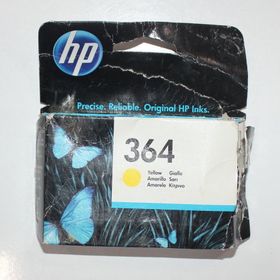 hp
Precise. Reliable. Original HP Inks.
364
Yellow Giallo
Amarillo Sarı
Amarelo Κίτρινο